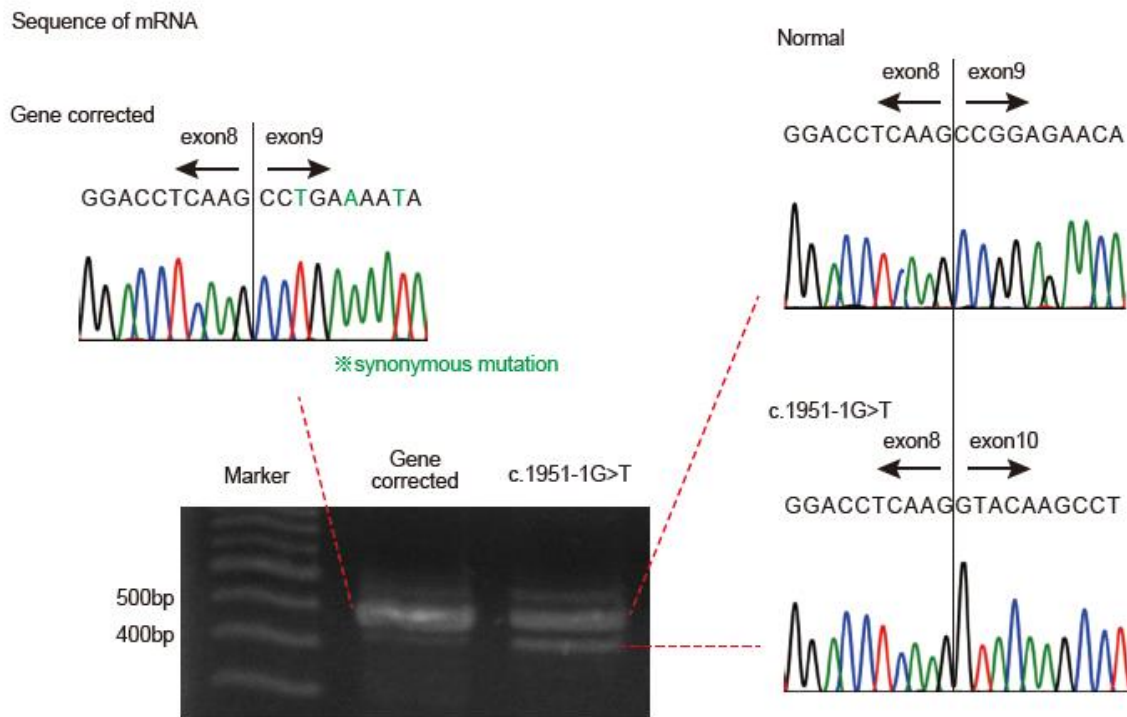 Sequence of mRNA
Gene corrected
exon8 exon9
GGACCTCAAG CCTGAAAATA
※synonymous mutation
Normal
exon8 exon9
GGACCTCAAGCCGGAGAACA
c.1951-1G>T
exon8 exon10
GGACCTCAAGGTACAAGCCT
Marker
Gene
corrected
c.1951-1G>T
500bp
400bp